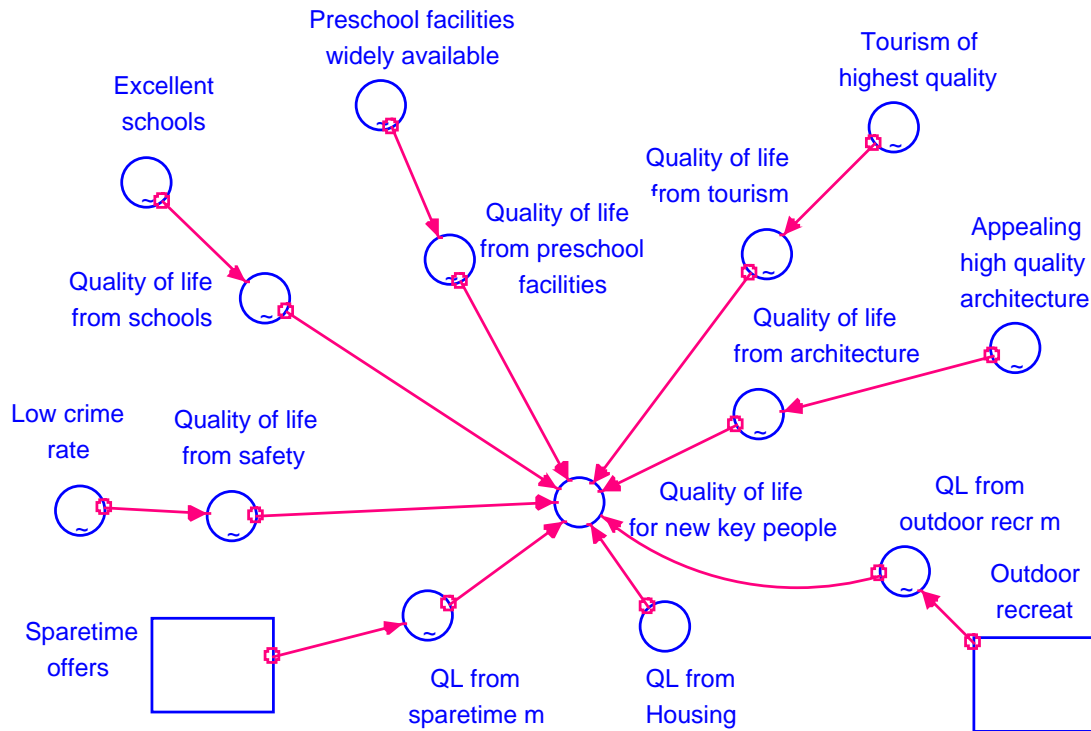 Preschool facilities
widely available
Tourism of
highest quality
Excellent
schools
Quality of life
from tourism
Quality of life
from preschool
facilities
Appealing
high quality
architecture
Quality of life
from schools
Quality of life
from architecture
Low crime
rate
Quality of life
from safety
Quality of life
for new key people
QL from
outdoor recr m
Outdoor
recreat
Sparetime
offers
QL from
sparetime m
QL from
Housing